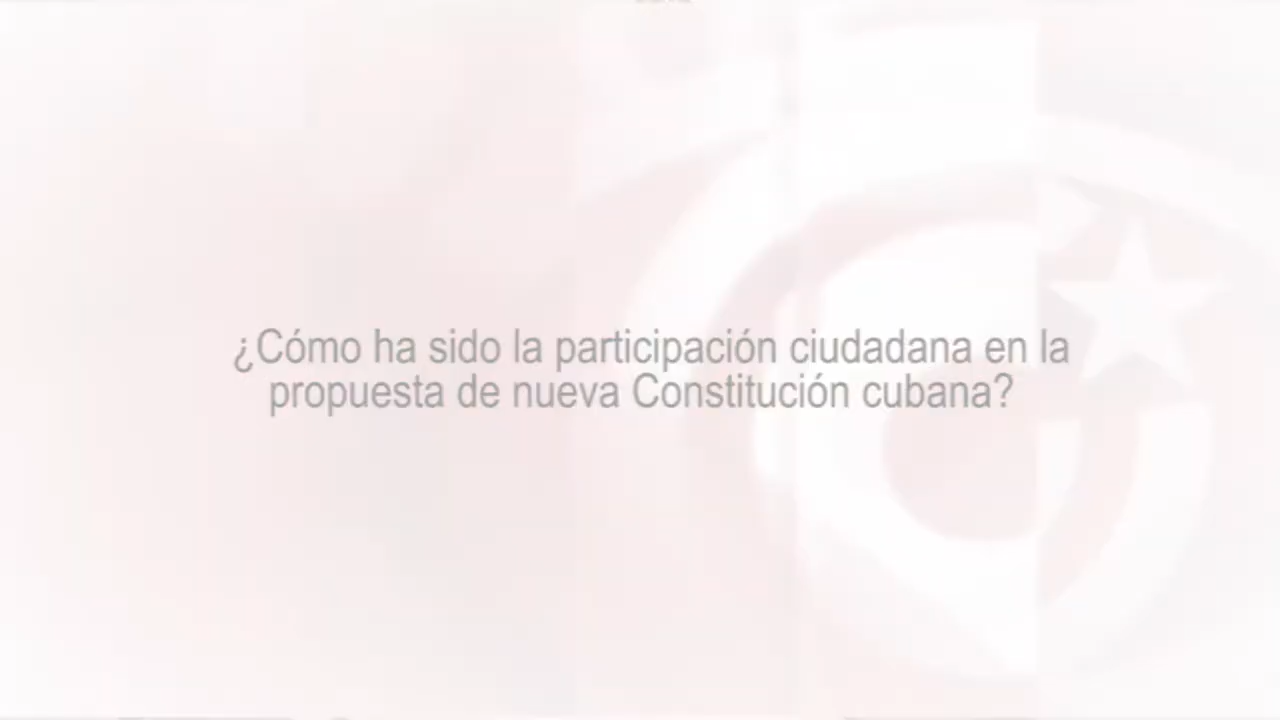 ¿Cómo ha sido la participación ciudadana en la
propuesta de nueva Constitución cubana?